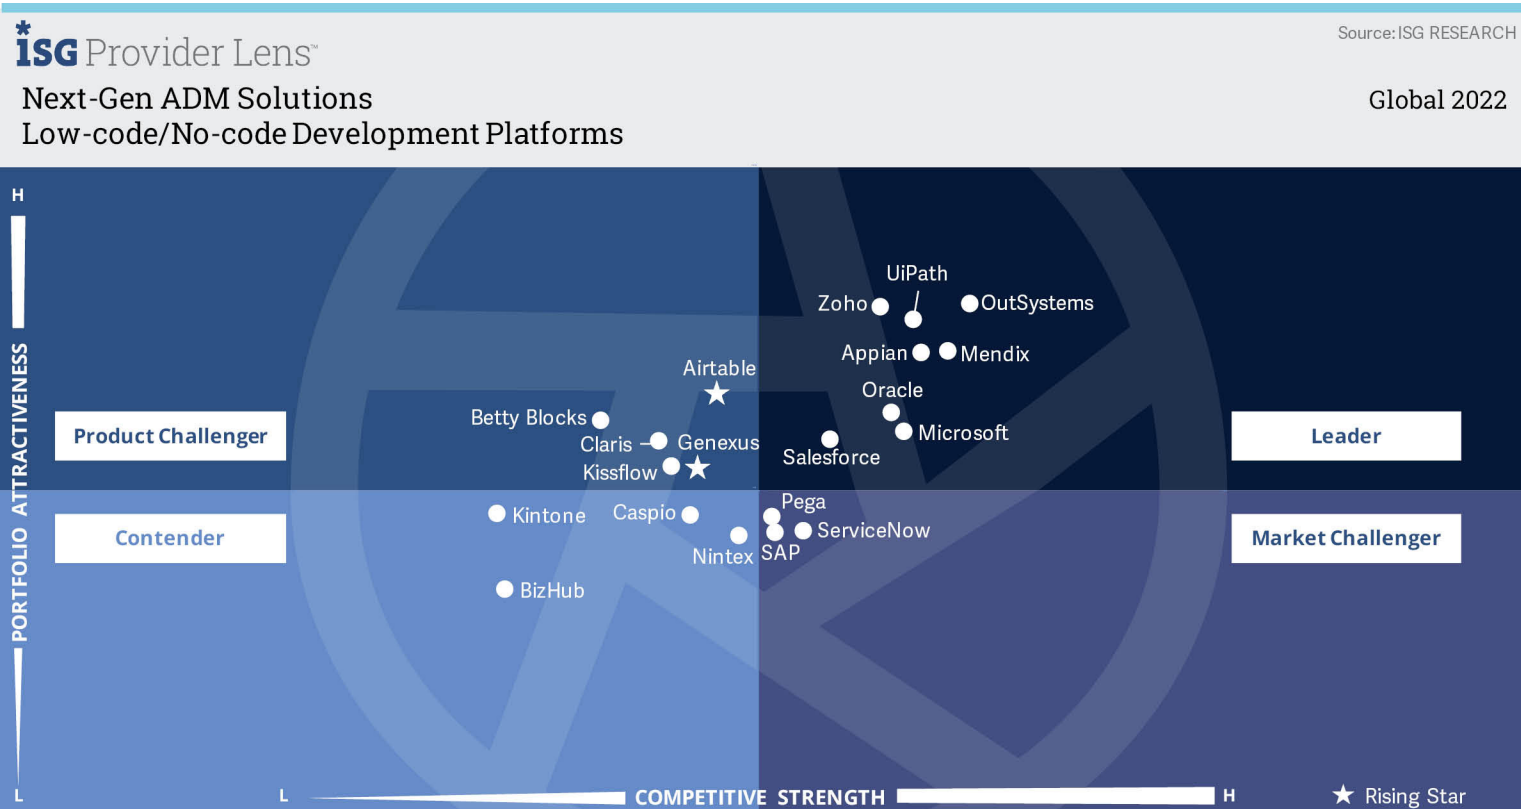 Source: ISG RESEARCH
ISG Provider Lens™
Next-Gen ADM Solutions
Global 2022
Low-code/No-code Development Platforms
H
UiPath
Zoho
OutSystems
Appian
Mendix
Airtable
Oracle
Betty Blocks
Microsoft
Claris
Genexus
Product Challenger
Leader
Salesforce
Kissflow
PORTFOLIO ATTRACTIVENESS
Pega
Kintone
Caspio
ServiceNow
Contender
Market Challenger
Nintex
SAP
BizHub
L
L
COMPETITIVE STRENGTH
H
Rising Star